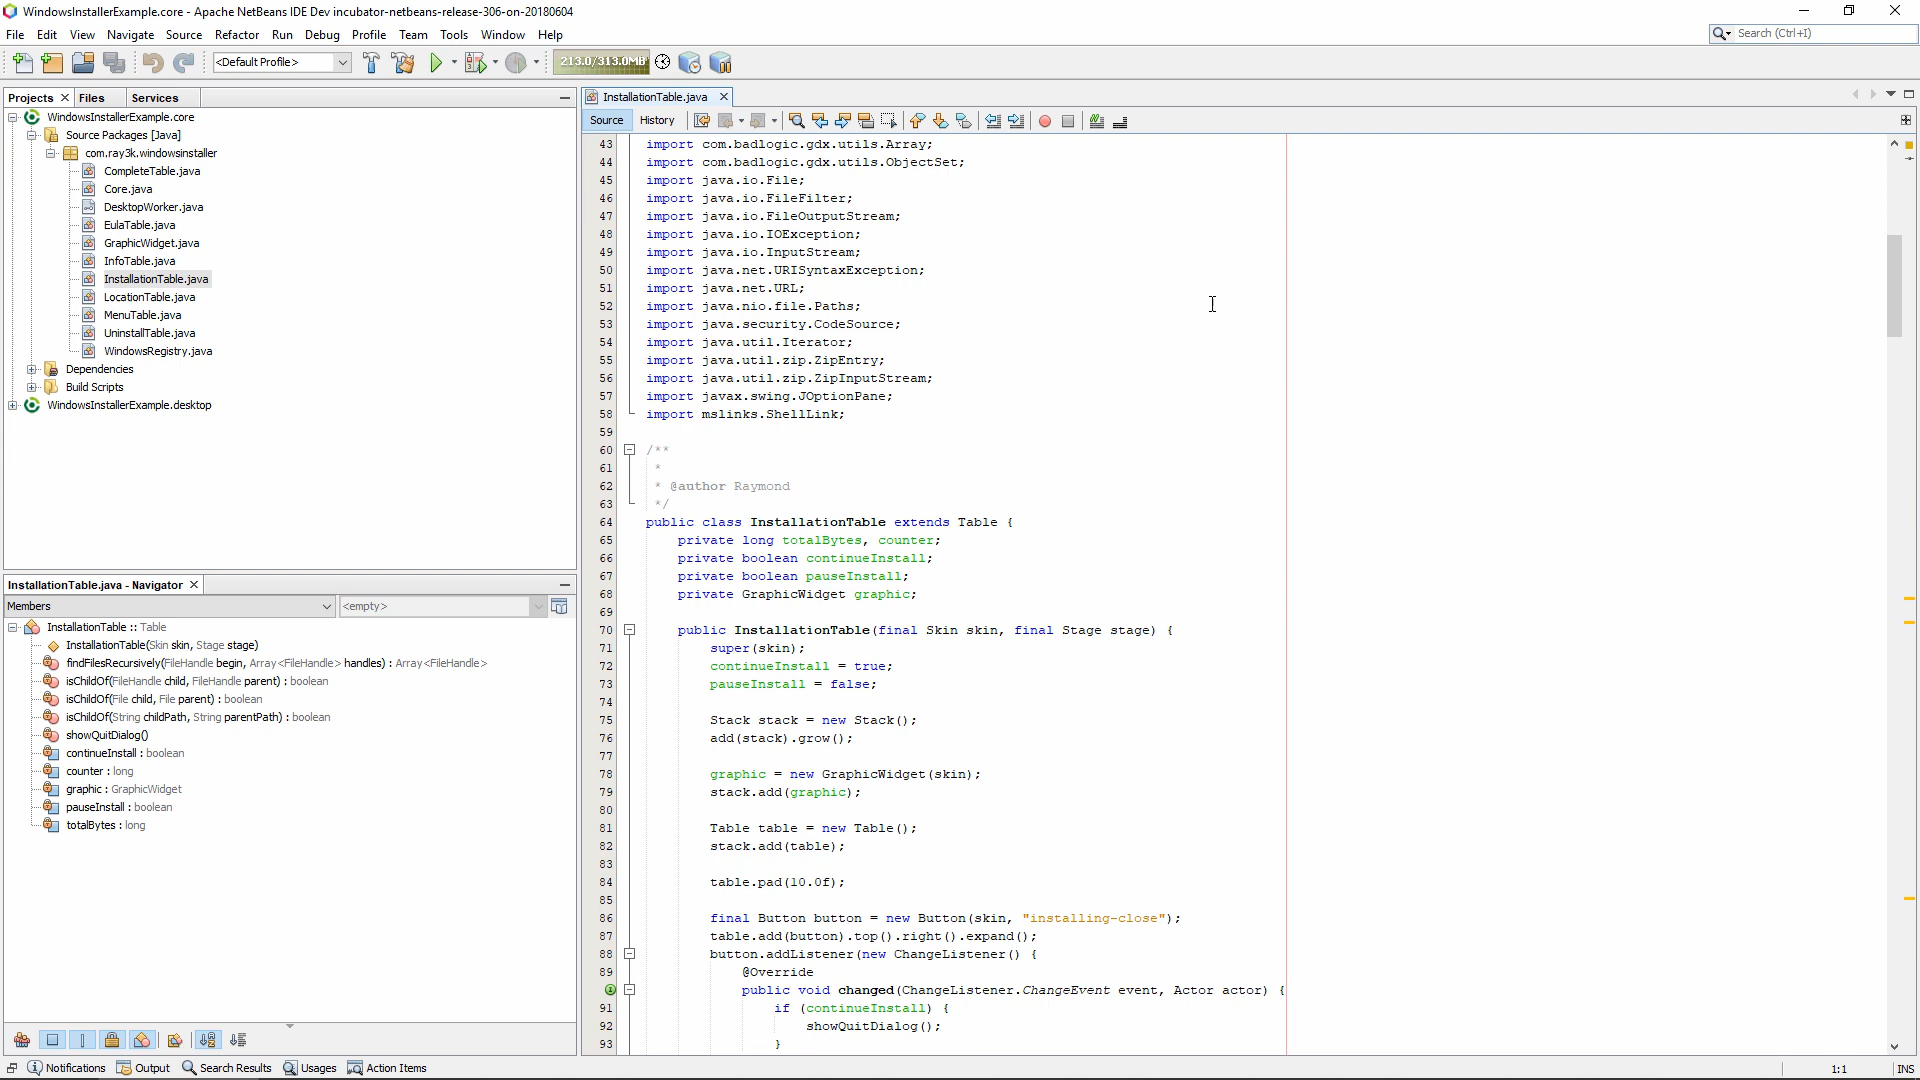 WindowsInstallerExample.core - Apache NetBeans IDE Dev incubator-netbeans-release-306-on-20180604
File Edit View Navigate Source Refactor Run Debug Profile Team Tools Window Help
Search (Ctrl+I)
<Default Profile>
213.0/313.0MB
Projects Files Services
WindowsInstallerExample.core
Source Packages [Java]
com.ray3k.windowsinstaller
CompleteTable.java
Core.java
DesktopWorker.java
EulaTable.java
GraphicWidget.java
InfoTable.java
InstallationTable.java
LocationTable.java
MenuTable.java
UninstallTable.java
WindowsRegistry.java
Dependencies
Build Scripts
WindowsInstallerExample.desktop
InstallationTable.java - Navigator
Members <empty>
InstallationTable :: Table
InstallationTable(Skin skin, Stage stage)
findFilesRecursively(FileHandle begin, Array<FileHandle> handles) : Array<FileHandle>
isChildOf(FileHandle child, FileHandle parent) : boolean
isChildOf(File child, File parent) : boolean
isChildOf(String childPath, String parentPath) : boolean
showQuitDialog()
continueInstall : boolean
counter : long
graphic : GraphicWidget
pauseInstall : boolean
totalBytes : long
InstallationTable.java
Source History
43 import com.badlogic.gdx.utils.Array;
44 import com.badlogic.gdx.utils.ObjectSet;
45 import java.io.File;
46 import java.io.FileFilter;
47 import java.io.FileOutputStream;
48 import java.io.IOException;
49 import java.io.InputStream;
50 import java.net.URISyntaxException;
51 import java.net.URL;
52 import java.nio.file.Paths;
53 import java.security.CodeSource;
54 import java.util.Iterator;
55 import java.util.zip.ZipEntry;
56 import java.util.zip.ZipInputStream;
57 import javax.swing.JOptionPane;
58 import mslinks.ShellLink;
59
60 /**
61 *
62 * @author Raymond
63 */
64 public class InstallationTable extends Table {
65 private long totalBytes, counter;
66 private boolean continueInstall;
67 private boolean pauseInstall;
68 private GraphicWidget graphic;
69
70 public InstallationTable(final Skin skin, final Stage stage) {
71 super(skin);
72 continueInstall = true;
73 pauseInstall = false;
74
75 Stack stack = new Stack();
76 add(stack).grow();
77
78 graphic = new GraphicWidget(skin);
79 stack.add(graphic);
80
81 Table table = new Table();
82 stack.add(table);
83
84 table.pad(10.0f);
85
86 final Button button = new Button(skin, "installing-close");
87 table.add(button).top().right().expand();
88 button.addListener(new ChangeListener() {
89 @Override
public void changed(ChangeListener.ChangeEvent event, Actor actor) {
91 if (continueInstall) {
92 showQuitDialog();
93 }
Notifications Output Search Results Usages Action Items
1:1 INS